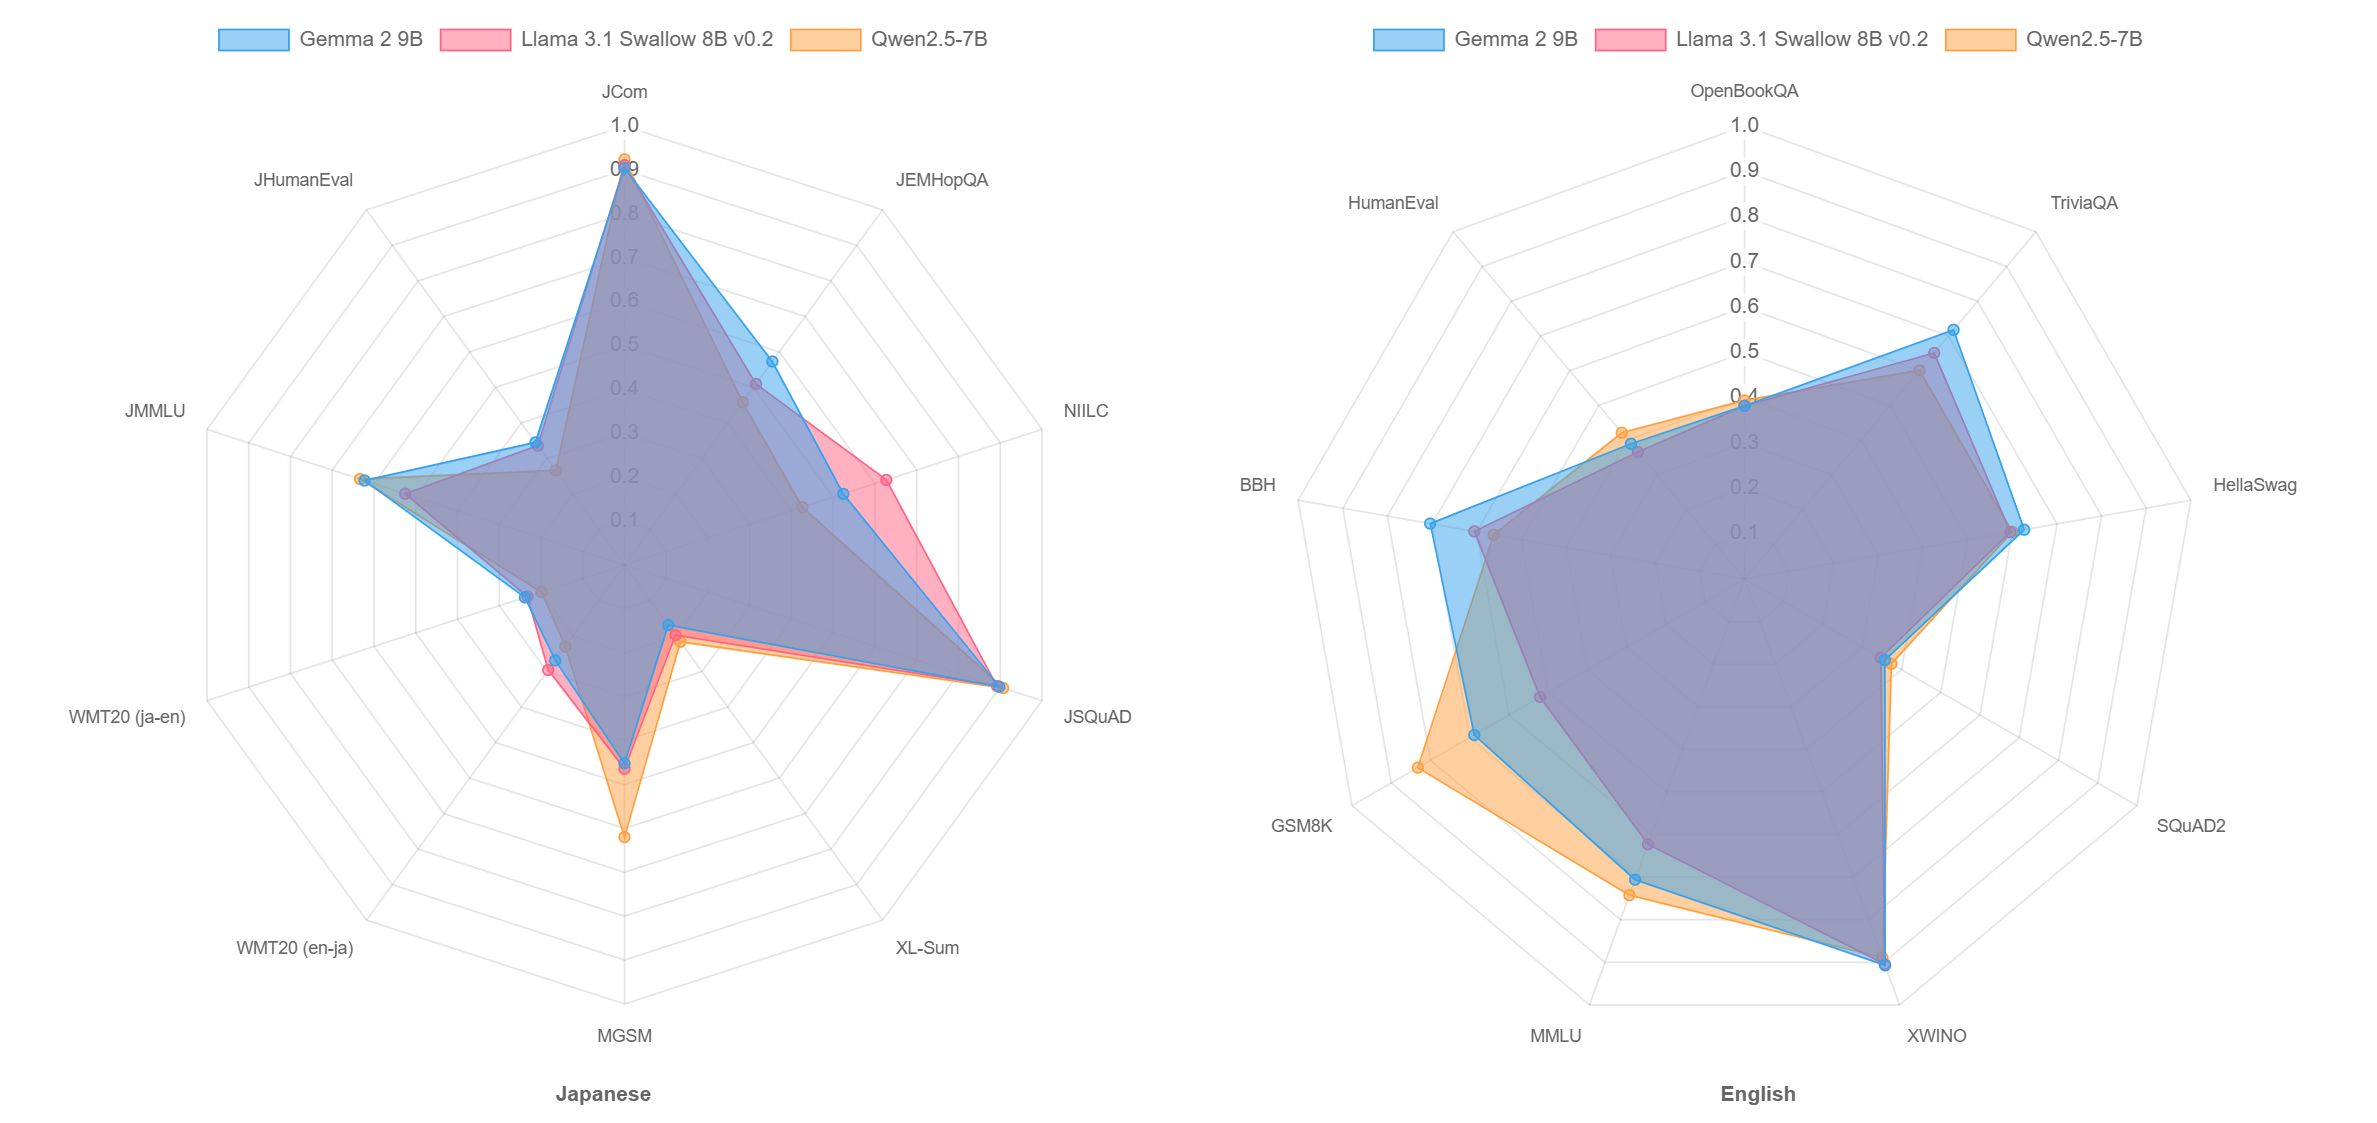 Gemma 2 9B
Llama 3.1 Swallow 8B v0.2
Qwen2.5-7B
JCom
1.0
0.9
0.8
0.7
0.6
0.5
0.4
0.3
0.2
0.1
JEMHopQA
NIILC
JSQuAD
XL-Sum
MGSM
WMT20 (en-ja)
WMT20 (ja-en)
JMMLU
JHumanEval
Japanese
Gemma 2 9B
Llama 3.1 Swallow 8B v0.2
Qwen2.5-7B
OpenBookQA
1.0
0.9
0.8
0.7
0.6
0.5
0.4
0.3
0.2
0.1
TriviaQA
HellaSwag
SQuAD2
XWINO
MMLU
GSM8K
BBH
HumanEval
English